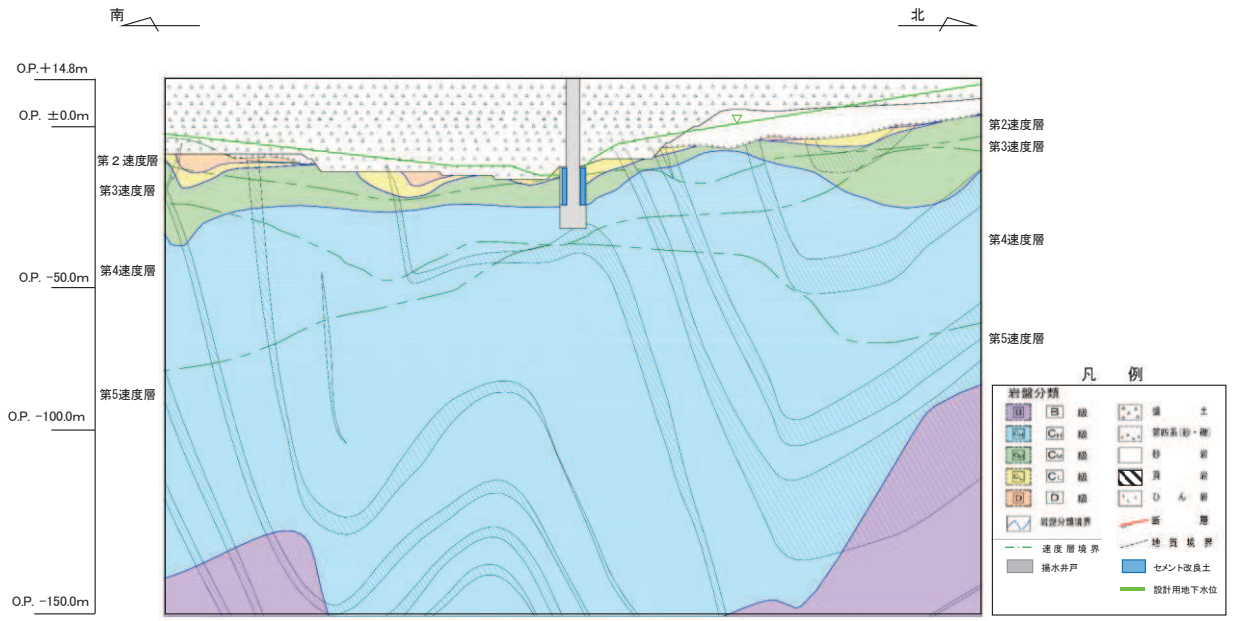 南
北
O.P.+14.8m
O.P. ±0.0m
O.P. -50.0m
O.P. -100.0m
O.P. -150.0m
第2速度層
第3速度層
第4速度層
第5速度層
第2速度層
第3速度層
第4速度層
第5速度層
凡 例
岩盤分類
B B 級
CH CH 級
CM CM 級
CL CL 級
D D 級
岩盤分類境界
速度層境界
揚水井戸
盛 土
第四系(砂・礫)
砂 岩
頁 岩
ひ ん 岩
断 層
地 質 境 界
セメント改良土
設計用地下水位